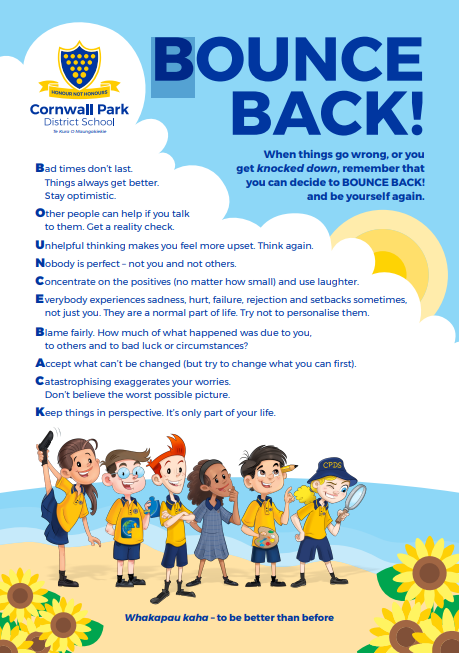 HONOUR NOT HONOURS
Cornwall Park
District School
Te Kura O Maungakiekie
BOUNCE
BACK!
When things go wrong, or you
get knocked down, remember that
you can decide to BOUNCE BACK!
and be yourself again.
Bad times don't last.
Things always get better.
Stay optimistic.
Other people can help if you talk
to them. Get a reality check.
Unhelpful thinking makes you feel more upset. Think again.
Nobody is perfect – not you and not others.
Concentrate on the positives (no matter how small) and use laughter.
Everybody experiences sadness, hurt, failure, rejection and setbacks sometimes,
not just you. They are a normal part of life. Try not to personalise them.
Blame fairly. How much of what happened was due to you,
to others and to bad luck or circumstances?
Accept what can't be changed (but try to change what you can first).
Catastrophising exaggerates your worries.
Don't believe the worst possible picture.
Keep things in perspective. It's only part of your life.
CPDS
Whakapau kaha – to be better than before